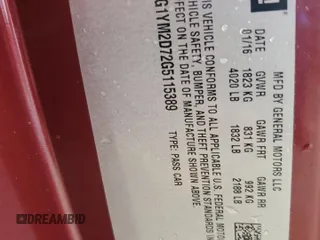 MFD BY GENERAL MOTORS LLC
DATE GVWR GAWR FRT GAWR RR
01/16 1823 KG 831 KG 992 KG
4020 LB 1832 LB 2188 LB
THIS VEHICLE CONFORMS TO ALL APPLICABLE U.S. FEDERAL MOTOR
VEHICLE SAFETY, BUMPER, AND THEFT PREVENTION STANDARDS
EFFECT ON THE DATE OF MANUFACTURE SHOWN ABOVE.
G1YM2D72G5115389 TYPE: PASS CAR
DREAMBID